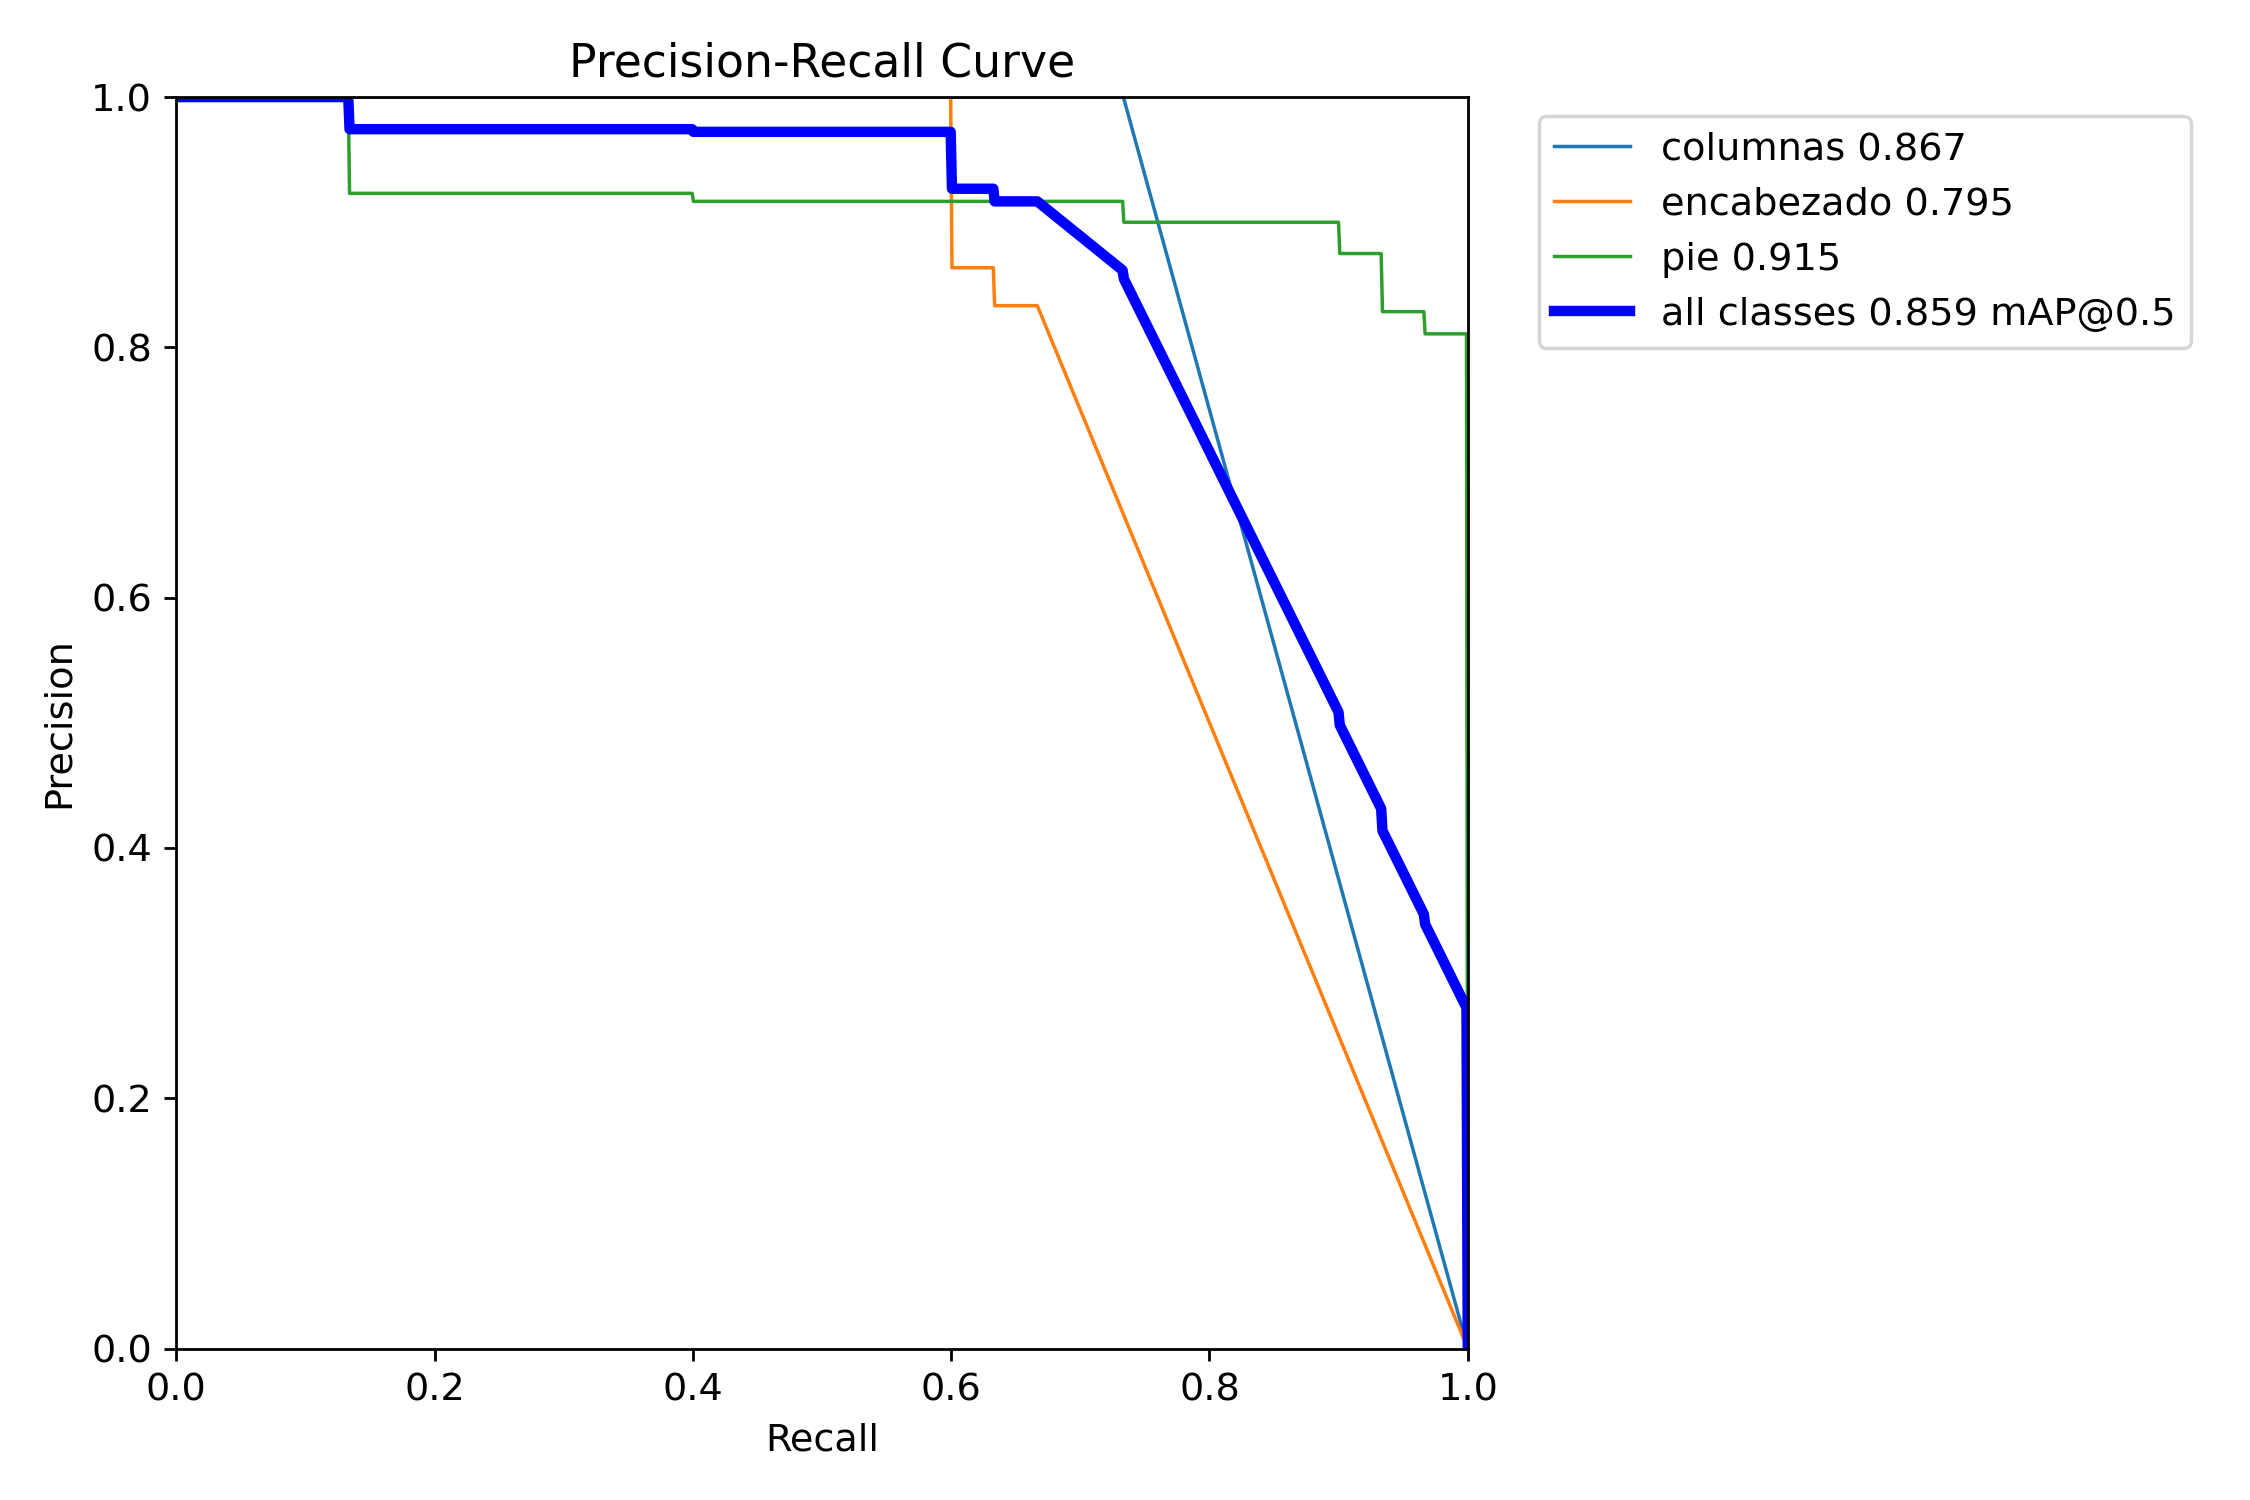 Precision-Recall Curve
1.0
0.8
0.6
0.4
0.2
0.0
Precision
0.0 0.2 0.4 0.6 0.8 1.0
Recall
columnas 0.867
encabezado 0.795
pie 0.915
all classes 0.859 mAP@0.5